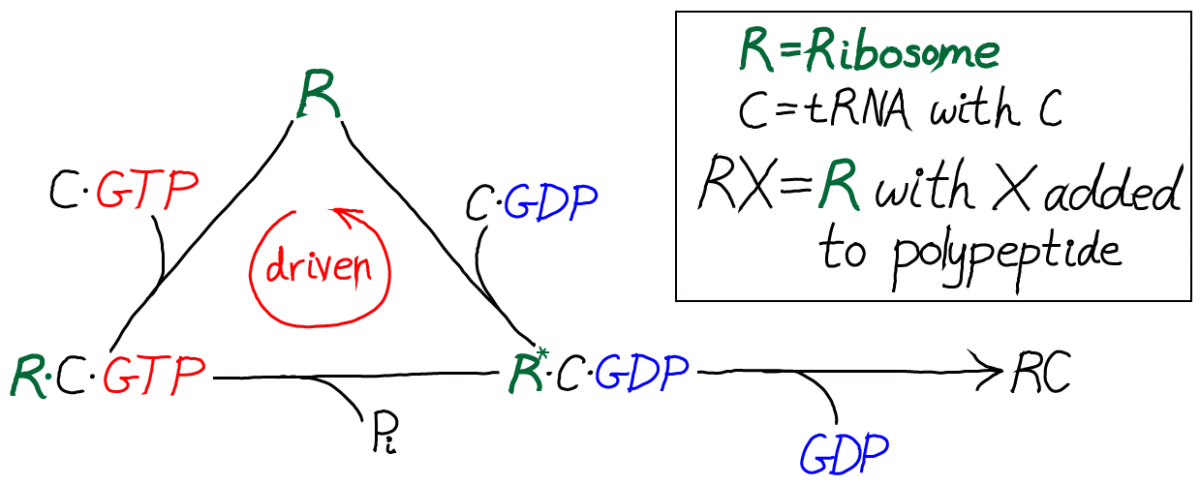 R
C·GTP
C·GDP
driven
R·C·GTP
R*·C·GDP
RC
Pi
GDP
R=Ribosome
C=tRNA with C
RX=R with X added
to polypeptide